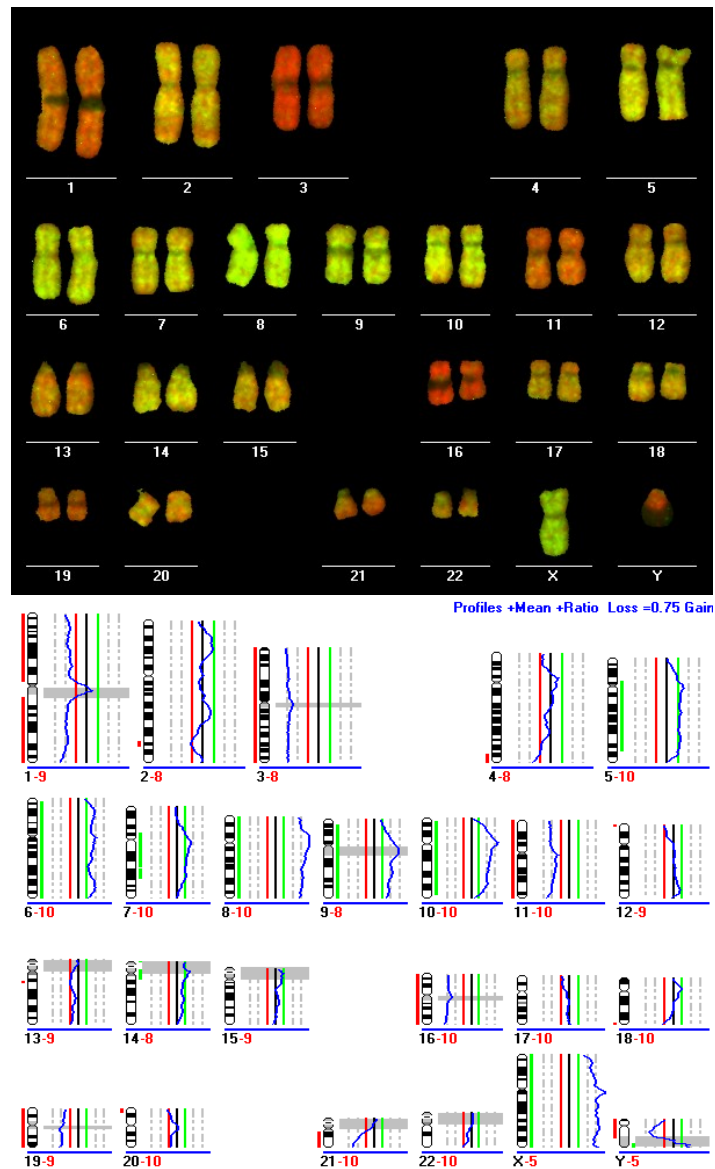 1 2 3 4 5
6 7 8 9 10 11 12
13 14 15 16 17 18
19 20 21 22 X Y
Profiles +Mean +Ratio Loss =0.75 Gain
1-9 2-8 3-8 4-8 5-10
6-10 7-10 8-10 9-8 10-10 11-10 12-9
13-9 14-8 15-9 16-10 17-10 18-10
19-9 20-10 21-10 22-10 X-5 Y-5